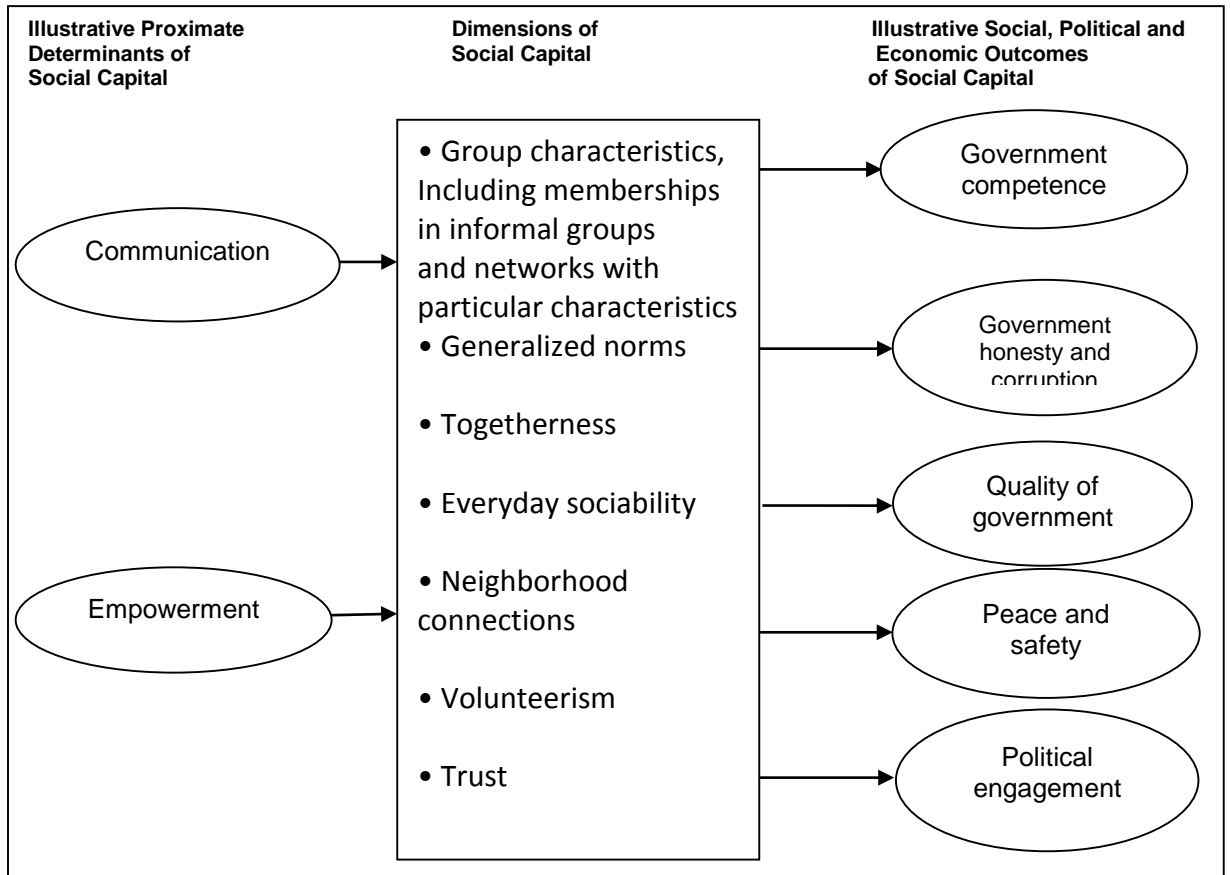 Illustrative Proximate
Determinants of
Social Capital
Dimensions of
Social Capital
Illustrative Social, Political and
Economic Outcomes
of Social Capital
Communication
Empowerment
• Group characteristics,
Including memberships
in informal groups
and networks with
particular characteristics
• Generalized norms
• Togetherness
• Everyday sociability
• Neighborhood
connections
• Volunteerism
• Trust
Government
competence
Government
honesty and
corruption
Quality of
government
Peace and
safety
Political
engagement